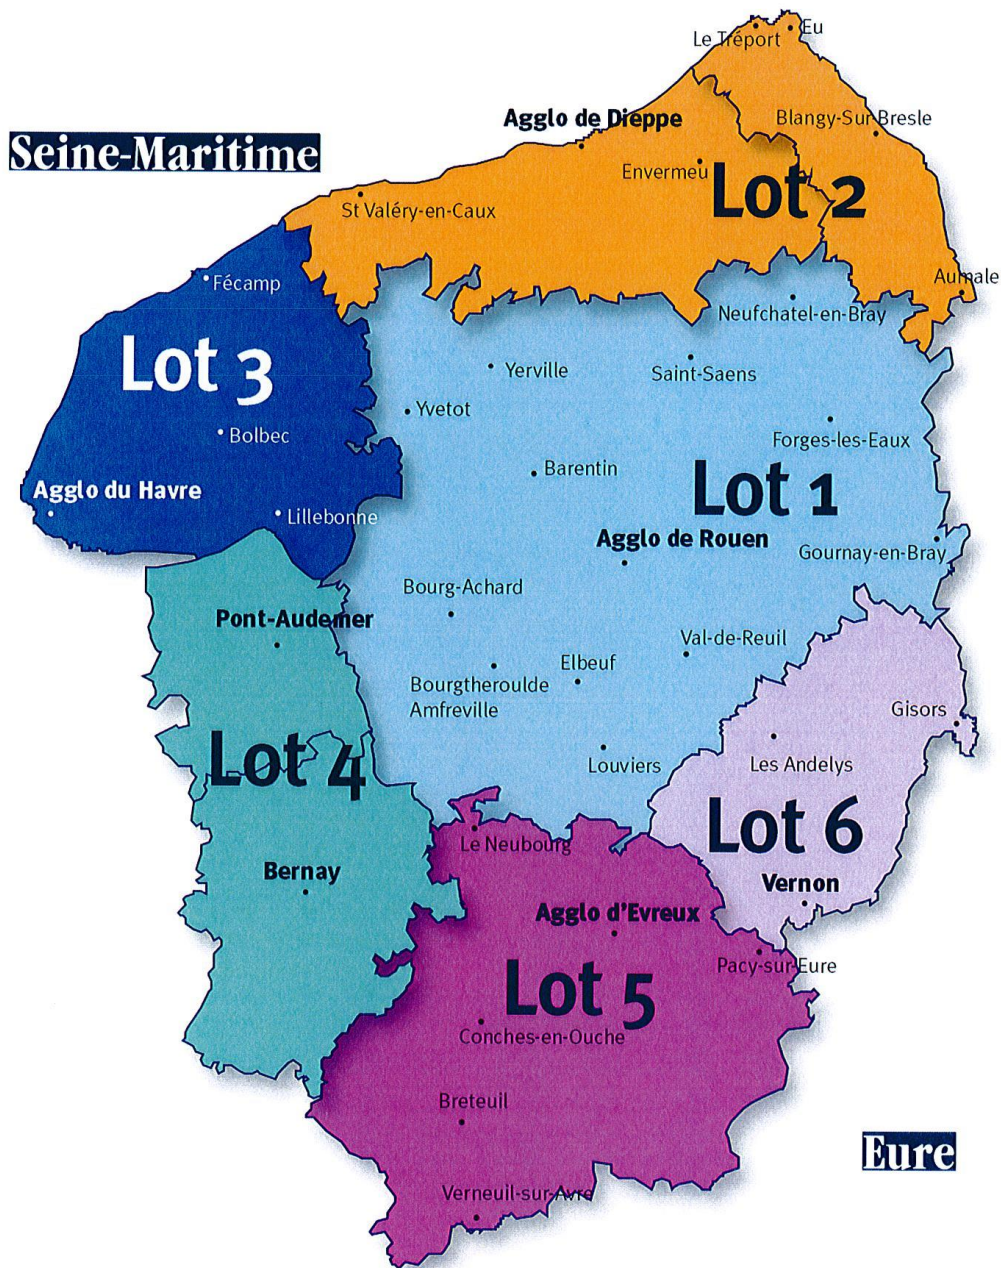 Le Tréport
Eu
Agglo de Dieppe
Blangy-Sur-Bresle
Seine-Maritime
Envermeu
Lot 2
St Valéry-en-Caux
Fécamp
Aumale
Neufchatel-en-Bray
Lot 3
Yerville
Saint-Saens
Yvetot
Bolbec
Forges-les-Eaux
Barentin
Agglo du Havre
Lot 1
Lillebonne
Agglo de Rouen
Gournay-en-Bray
Bourg-Achard
Pont-Audemer
Val-de-Reuil
Elbeuf
Bourgtheroulde
Amfreville
Gisors
Lot 4
Louviers
Les Andelys
Lot 6
Le Neubourg
Bernay
Vernon
Agglo d'Evreux
Pacy-sur-Eure
Lot 5
Conches-en-Ouche
Breteuil
Eure
Verneuil-sur-Avre